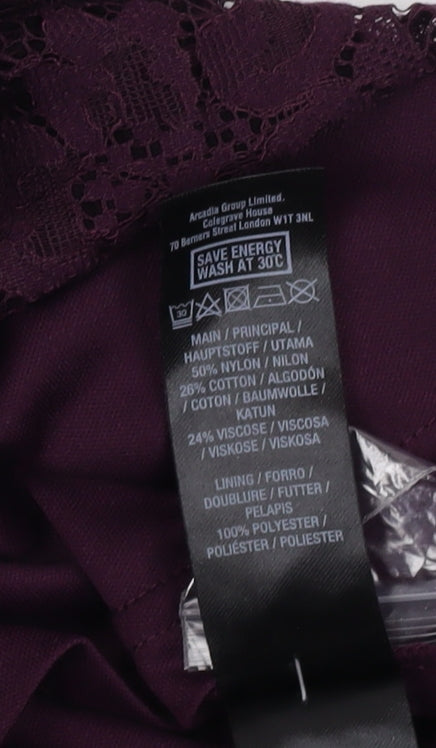 Arcadia Group Limited.
Colegrave House
70 Berners Street London W1T 3NL
SAVE ENERGY
WASH AT 30°C
30
MAIN / PRINCIPAL /
HAUPTSTOFF / UTAMA
50% NYLON / NILON
26% COTTON / ALGODÓN
/ COTON / BAUMWOLLE /
KATUN
24% VISCOSE / VISCOSA
/ VISKOSE / VISKOSA
LINING / FORRO /
DOUBLURE / FUTTER /
PELAPIS
100% POLYESTER /
POLIÉSTER / POLIESTER